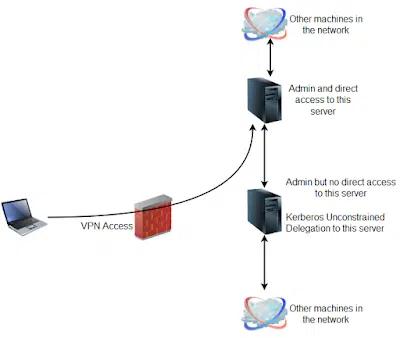 Other machines in
the network
Admin and direct
access to this
server
Admin but no direct access
to this server
Kerberos Unconstrained
Delegation to this server
VPN Access
Other machines in
the network